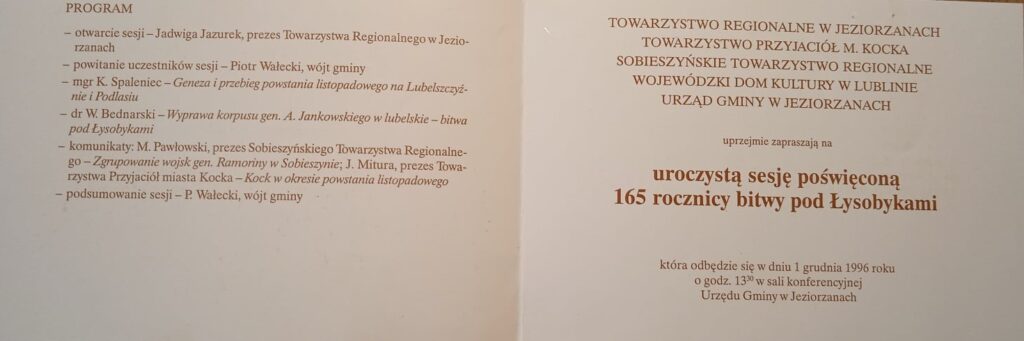 PROGRAM
– otwarcie sesji – Jadwiga Jazurek, prezes Towarzystwa Regionalnego w Jezio-
rzanach
– powitanie uczestników sesji – Piotr Wałecki, wójt gminy
– mgr K. Spaleniec – Geneza i przebieg powstania listopadowego na Lubelszczyź-
nie i Podlasiu
– dr W. Bednarski – Wyprawa korpusu gen. A. Jankowskiego w lubelskie – bitwa
pod Łysobykami
– komunikaty: M. Pawłowski, prezes Sobieszyńskiego Towarzystwa Regionalne-
go – Zgrupowanie wojsk gen. Ramoriny w Sobieszynie; J. Mitura, prezes Towa-
rzystwa Przyjaciół miasta Kocka – Kock w okresie powstania listopadowego
– podsumowanie sesji – P. Wałecki, wójt gminy
TOWARZYSTWO REGIONALNE W JEZIORZANACH
TOWARZYSTWO PRZYJACIÓŁ M. KOCKA
SOBIESZYŃSKIE TOWARZYSTWO REGIONALNE
WOJEWÓDZKI DOM KULTURY W LUBLINIE
URZĄD GMINY W JEZIORZANACH
uprzejmie zapraszają na
uroczystą sesję poświęconą
165 rocznicy bitwy pod Łysobykami
która odbędzie się w dniu 1 grudnia 1996 roku
o godz. 13³⁰ w sali konferencyjnej
Urzędu Gminy w Jeziorzanach